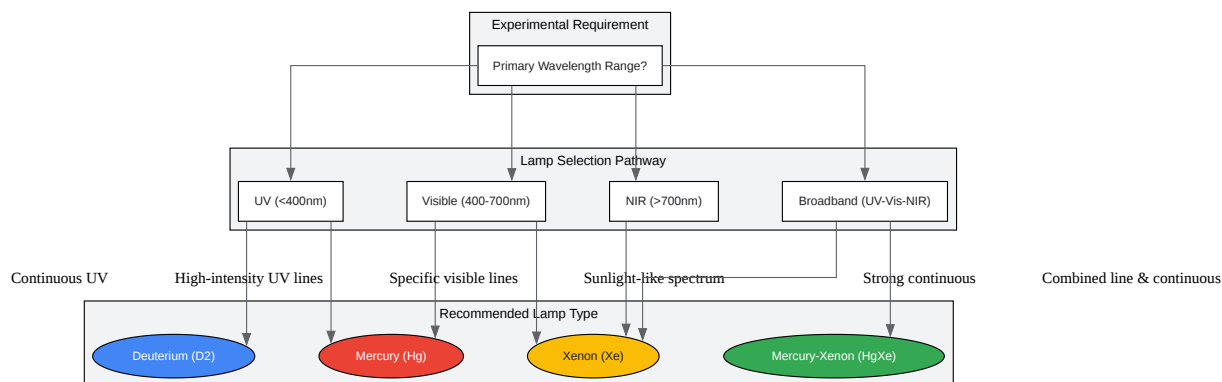 Experimental Requirement
Primary Wavelength Range?
Lamp Selection Pathway
UV (<400nm)
Visible (400-700nm)
NIR (>700nm)
Broadband (UV-Vis-NIR)
Continuous UV
High-intensity UV lines
Specific visible lines
Sunlight-like spectrum
Strong continuous
Combined line & continuous
Recommended Lamp Type
Deuterium (D2)
Mercury (Hg)
Xenon (Xe)
Mercury-Xenon (HgXe)